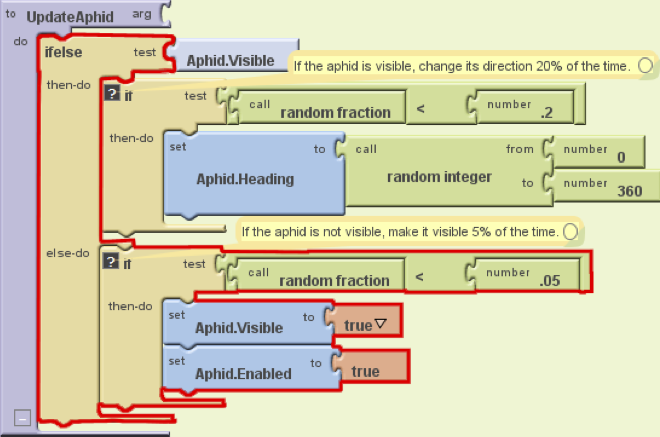 to UpdateAphid arg
do ifelse test Aphid.Visible
If the aphid is visible, change its direction 20% of the time.
then-do ? if test call random fraction < number .2
then-do set Aphid.Heading to call random integer from number 0
to number 360
If the aphid is not visible, make it visible 5% of the time.
else-do ? if test call random fraction < number .05
then-do set Aphid.Visible to true
set Aphid.Enabled to true